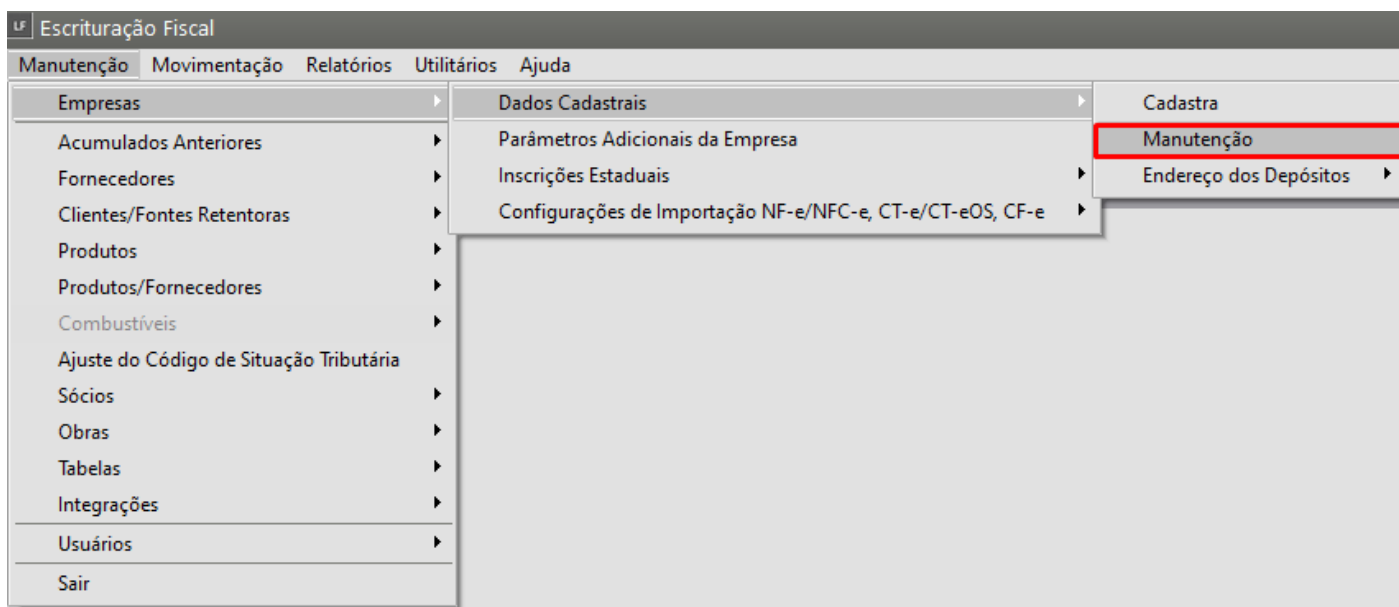 LF Escrituração Fiscal
Manutenção Movimentação Relatórios Utilitários Ajuda
Empresas
Acumulados Anteriores
Fornecedores
Clientes/Fontes Retentoras
Produtos
Produtos/Fornecedores
Combustíveis
Ajuste do Código de Situação Tributária
Sócios
Obras
Tabelas
Integrações
Usuários
Sair
Dados Cadastrais
Parâmetros Adicionais da Empresa
Inscrições Estaduais
Configurações de Importação NF-e/NFC-e, CT-e/CT-eOS, CF-e
Cadastra
Manutenção
Endereço dos Depósitos